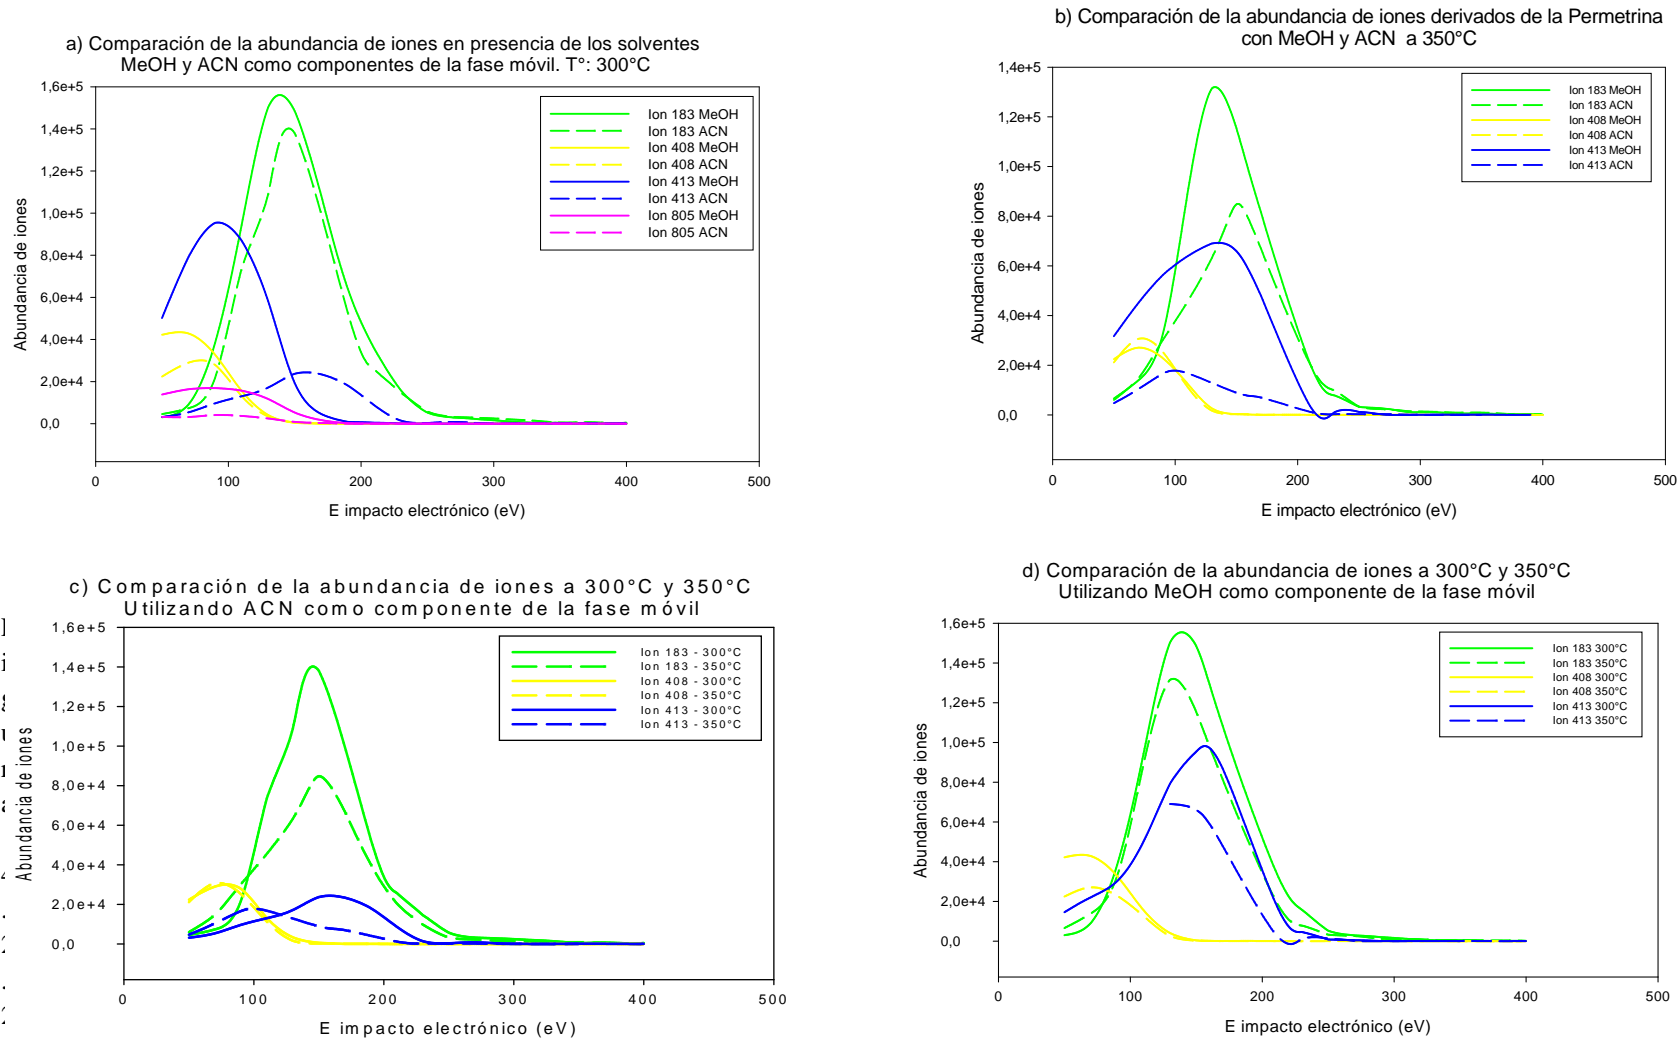 a) Comparación de la abundancia de iones en presencia de los solventes
MeOH y ACN como componentes de la fase móvil. T°: 300°C
1,6e+5
1,4e+5
1,2e+5
1,0e+5
8,0e+4
6,0e+4
4,0e+4
2,0e+4
0,0
Abundancia de iones
0 100 200 300 400 500
E impacto electrónico (eV)
Ion 183 MeOH
Ion 183 ACN
Ion 408 MeOH
Ion 408 ACN
Ion 413 MeOH
Ion 413 ACN
Ion 805 MeOH
Ion 805 ACN
b) Comparación de la abundancia de iones derivados de la Permetrina
con MeOH y ACN a 350°C
1,4e+5
1,2e+5
1,0e+5
8,0e+4
6,0e+4
4,0e+4
2,0e+4
0,0
Abundancia de iones
0 100 200 300 400 500
E impacto electrónico (eV)
Ion 183 MeOH
Ion 183 ACN
Ion 408 MeOH
Ion 408 ACN
Ion 413 MeOH
Ion 413 ACN
c) Comparación de la abundancia de iones a 300°C y 350°C
Utilizando ACN como componente de la fase móvil
1,6e+5
1,4e+5
1,2e+5
1,0e+5
8,0e+4
6,0e+4
4,0e+4
2,0e+4
0,0
Abundancia de iones
0 100 200 300 400 500
E impacto electrónico (eV)
Ion 183 - 300°C
Ion 183 - 350°C
Ion 408 - 300°C
Ion 408 - 350°C
Ion 413 - 300°C
Ion 413 - 350°C
d) Comparación de la abundancia de iones a 300°C y 350°C
Utilizando MeOH como componente de la fase móvil
1,6e+5
1,4e+5
1,2e+5
1,0e+5
8,0e+4
6,0e+4
4,0e+4
2,0e+4
0,0
Abundancia de iones
0 100 200 300 400 500
E impacto electrónico (eV)
Ion 183 300°C
Ion 183 350°C
Ion 408 300°C
Ion 408 350°C
Ion 413 300°C
Ion 413 350°C